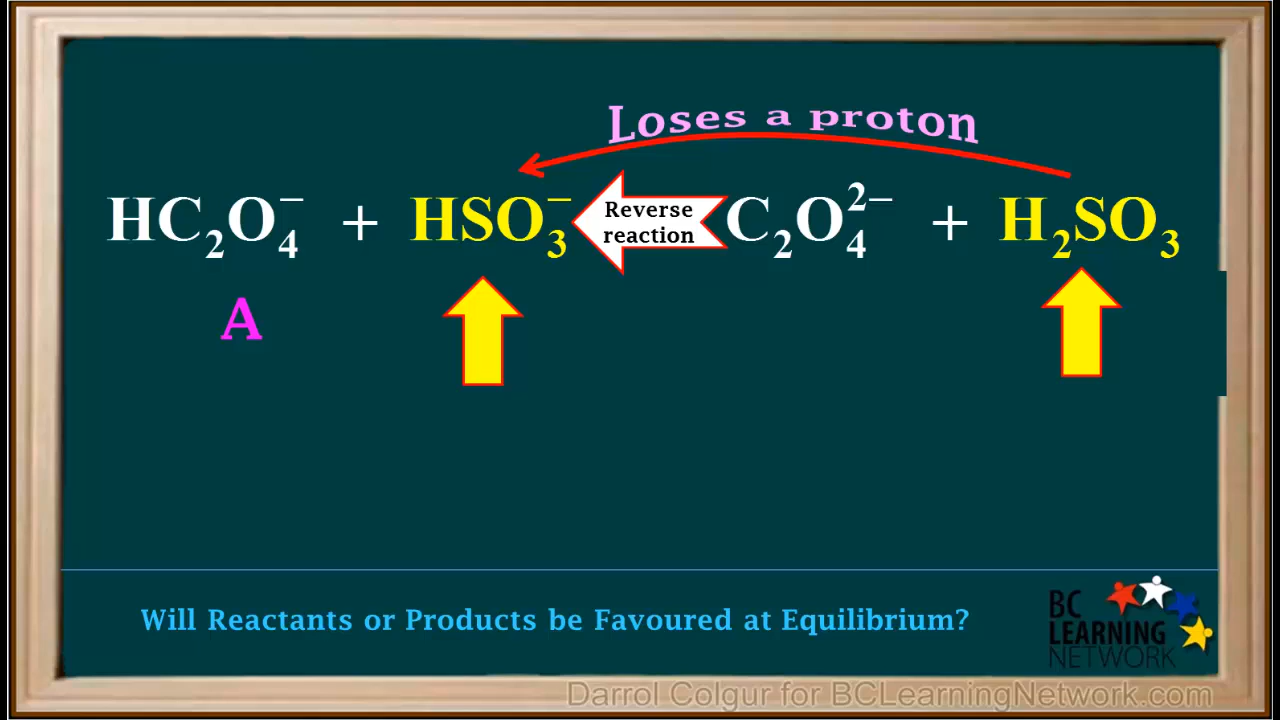 Loses a proton
HC₂O₄⁻ + HSO₃⁻ Reverse reaction C₂O₄²⁻ + H₂SO₃
A
Will Reactants or Products be Favoured at Equilibrium?
BC
LEARNING
NETWORK
Darrol Colgur for BCLearningNetwork.com